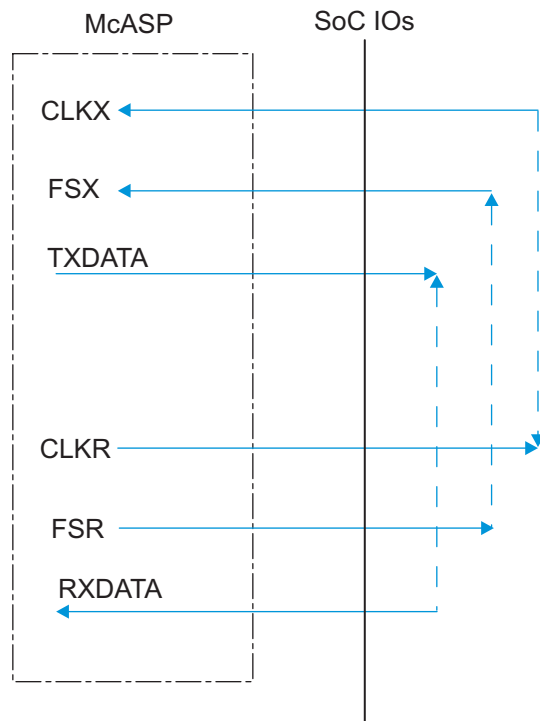 McASP
SoC IOs
CLKX
FSX
TXDATA
CLKR
FSR
RXDATA